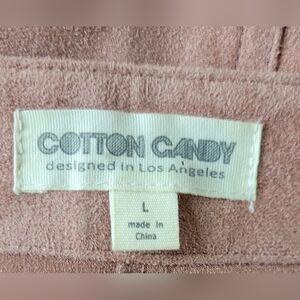 COTTON CANDY
designed in Los Angeles
L
made in
China